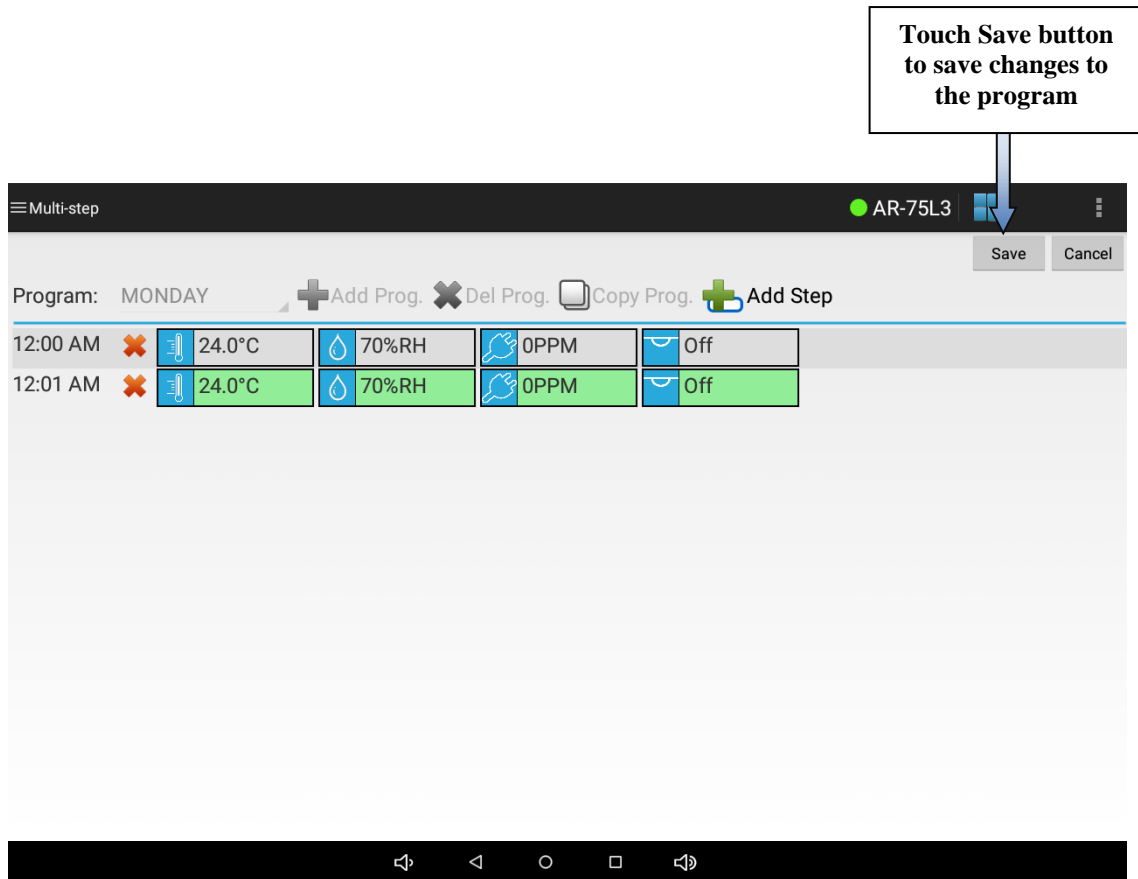 Touch Save button
to save changes to
the program
Multi-step
AR-75L3
Save Cancel
Program: MONDAY Add Prog. Del Prog. Copy Prog. Add Step
12:00 AM 24.0°C 70%RH 0PPM Off
12:01 AM 24.0°C 70%RH 0PPM Off